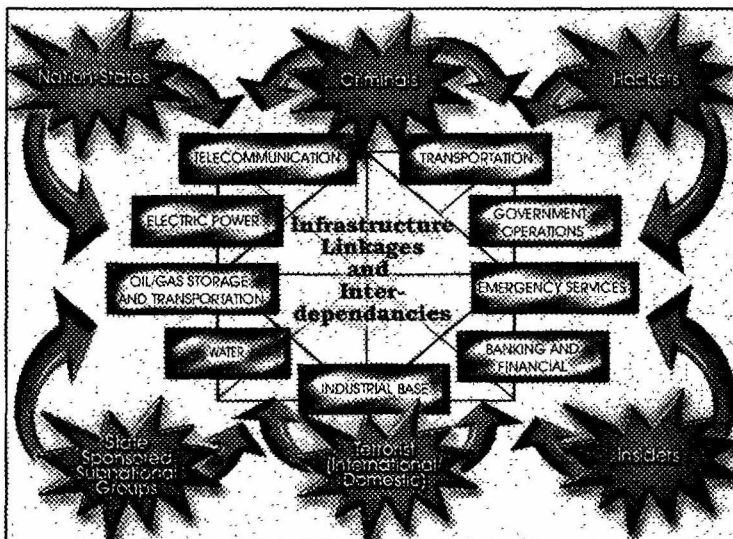 Nation-States
Criminals
Hackers
TELECOMMUNICATION
TRANSPORTATION
ELECTRIC POWER
GOVERNMENT
OPERATIONS
Infrastructure
Linkages
and
Inter-
dependancies
OIL/GAS STORAGE
AND TRANSPORTATION
EMERGENCY SERVICES
WATER
BANKING AND
FINANCIAL
INDUSTRIAL BASE
State
Sponsored
Subnational
Groups
Terrorist
(International
Domestic)
Insiders